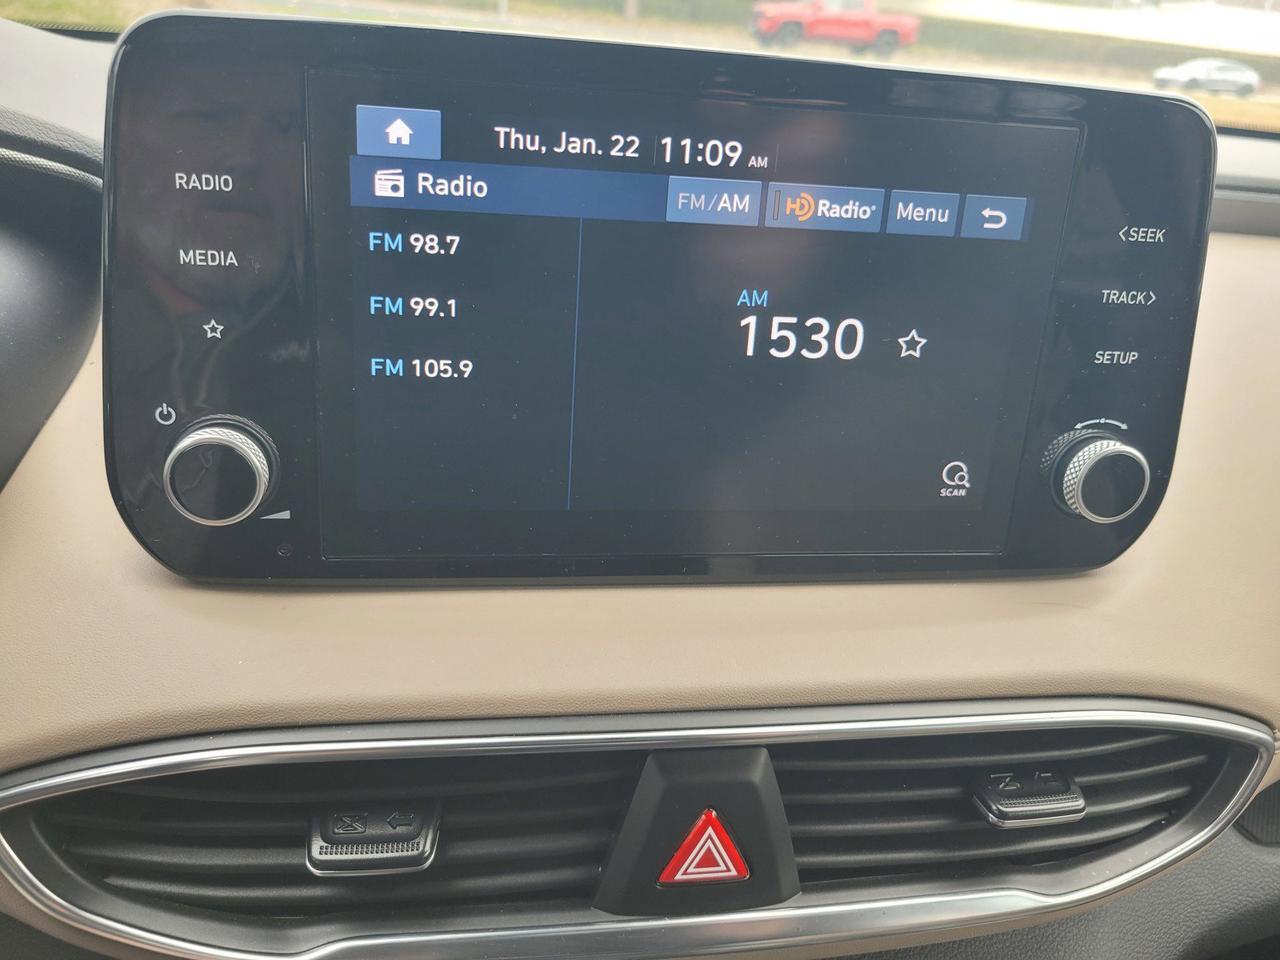 Thu, Jan. 22 11:09 AM
Radio
FM/AM
HD Radio®
Menu
FM 98.7
FM 99.1
FM 105.9
AM
1530
SCAN
RADIO
MEDIA
<SEEK
TRACK>
SETUP